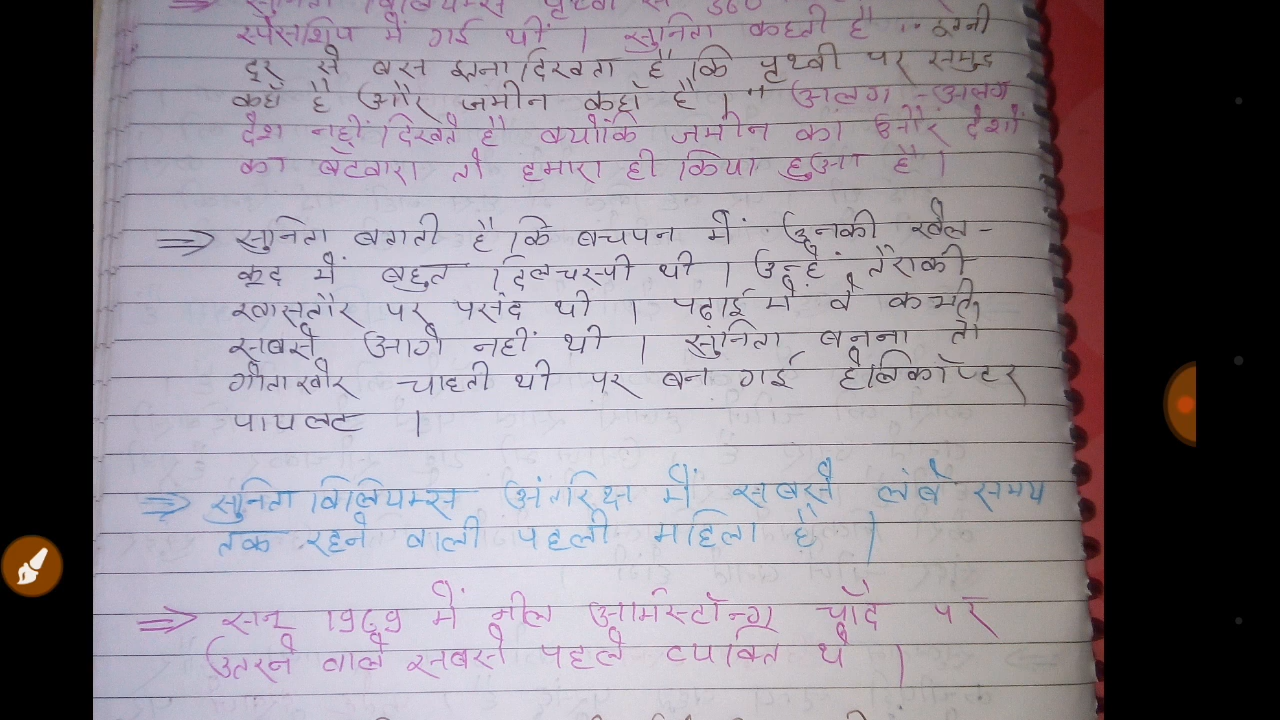 ⇒ सुनिता विलियम्स पृथ्वी से 360
स्पेसशिप में गई थीं । सुनिता कहती है "इतनी
दूर से बस इतना दिखता है कि पृथ्वी पर समुद्र
कहाँ है और जमीन कहाँ है ।" अलग - अलग
देश नहीं दिखते है क्योंकि जमीन का और देशों
का बँटवारा तो हमारा ही किया हुआ है ।
⇒ सुनिता बताती है कि बचपन में उनकी खेल -
कूद में बहुत दिलचस्पी थी । उन्हें तैराकी
खासतौर पर पसंद थी । पढ़ाई में वे कभी
सबसे आगे नहीं थी । सुनिता बनना तो
गोताखोर चाहती थी पर बन गई हेलिकॉप्टर
पायलट ।
⇒ सुनिता विलियम्स अंतरिक्ष में सबसे लंबे समय
तक रहने वाली पहली महिला है ।
⇒ सन् 1969 में नील आर्मस्टॉन्ग चाँद पर
उतरने वाले सबसे पहले व्यक्ति थे ।